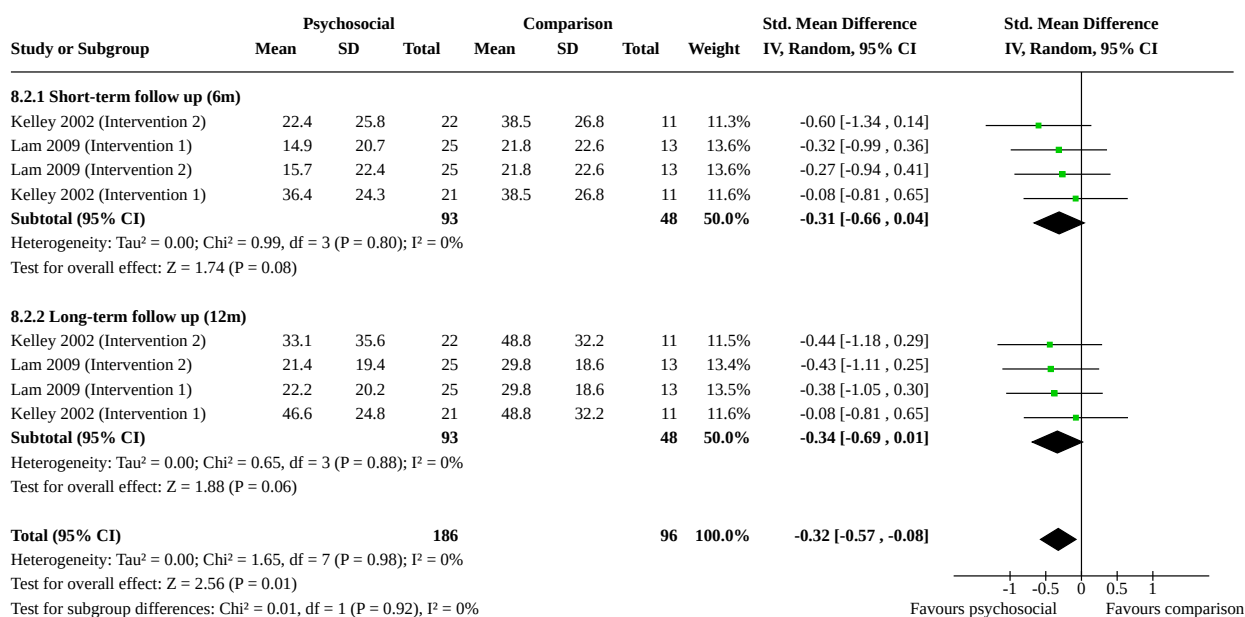 Psychosocial Comparison Std. Mean Difference Std. Mean Difference
Study or Subgroup Mean SD Total Mean SD Total Weight IV, Random, 95% CI IV, Random, 95% CI
8.2.1 Short-term follow up (6m)
Kelley 2002 (Intervention 2) 22.4 25.8 22 38.5 26.8 11 11.3% -0.60 [-1.34 , 0.14]
Lam 2009 (Intervention 1) 14.9 20.7 25 21.8 22.6 13 13.6% -0.32 [-0.99 , 0.36]
Lam 2009 (Intervention 2) 15.7 22.4 25 21.8 22.6 13 13.6% -0.27 [-0.94 , 0.41]
Kelley 2002 (Intervention 1) 36.4 24.3 21 38.5 26.8 11 11.6% -0.08 [-0.81 , 0.65]
Subtotal (95% CI) 93 48 50.0% -0.31 [-0.66 , 0.04]
Heterogeneity: Tau² = 0.00; Chi² = 0.99, df = 3 (P = 0.80); I² = 0%
Test for overall effect: Z = 1.74 (P = 0.08)
8.2.2 Long-term follow up (12m)
Kelley 2002 (Intervention 2) 33.1 35.6 22 48.8 32.2 11 11.5% -0.44 [-1.18 , 0.29]
Lam 2009 (Intervention 2) 21.4 19.4 25 29.8 18.6 13 13.4% -0.43 [-1.11 , 0.25]
Lam 2009 (Intervention 1) 22.2 20.2 25 29.8 18.6 13 13.5% -0.38 [-1.05 , 0.30]
Kelley 2002 (Intervention 1) 46.6 24.8 21 48.8 32.2 11 11.6% -0.08 [-0.81 , 0.65]
Subtotal (95% CI) 93 48 50.0% -0.34 [-0.69 , 0.01]
Heterogeneity: Tau² = 0.00; Chi² = 0.65, df = 3 (P = 0.88); I² = 0%
Test for overall effect: Z = 1.88 (P = 0.06)
Total (95% CI) 186 96 100.0% -0.32 [-0.57 , -0.08]
Heterogeneity: Tau² = 0.00; Chi² = 1.65, df = 7 (P = 0.98); I² = 0%
Test for overall effect: Z = 2.56 (P = 0.01)
-1 -0.5 0 0.5 1
Test for subgroup differences: Chi² = 0.01, df = 1 (P = 0.92), I² = 0% Favours psychosocial Favours comparison